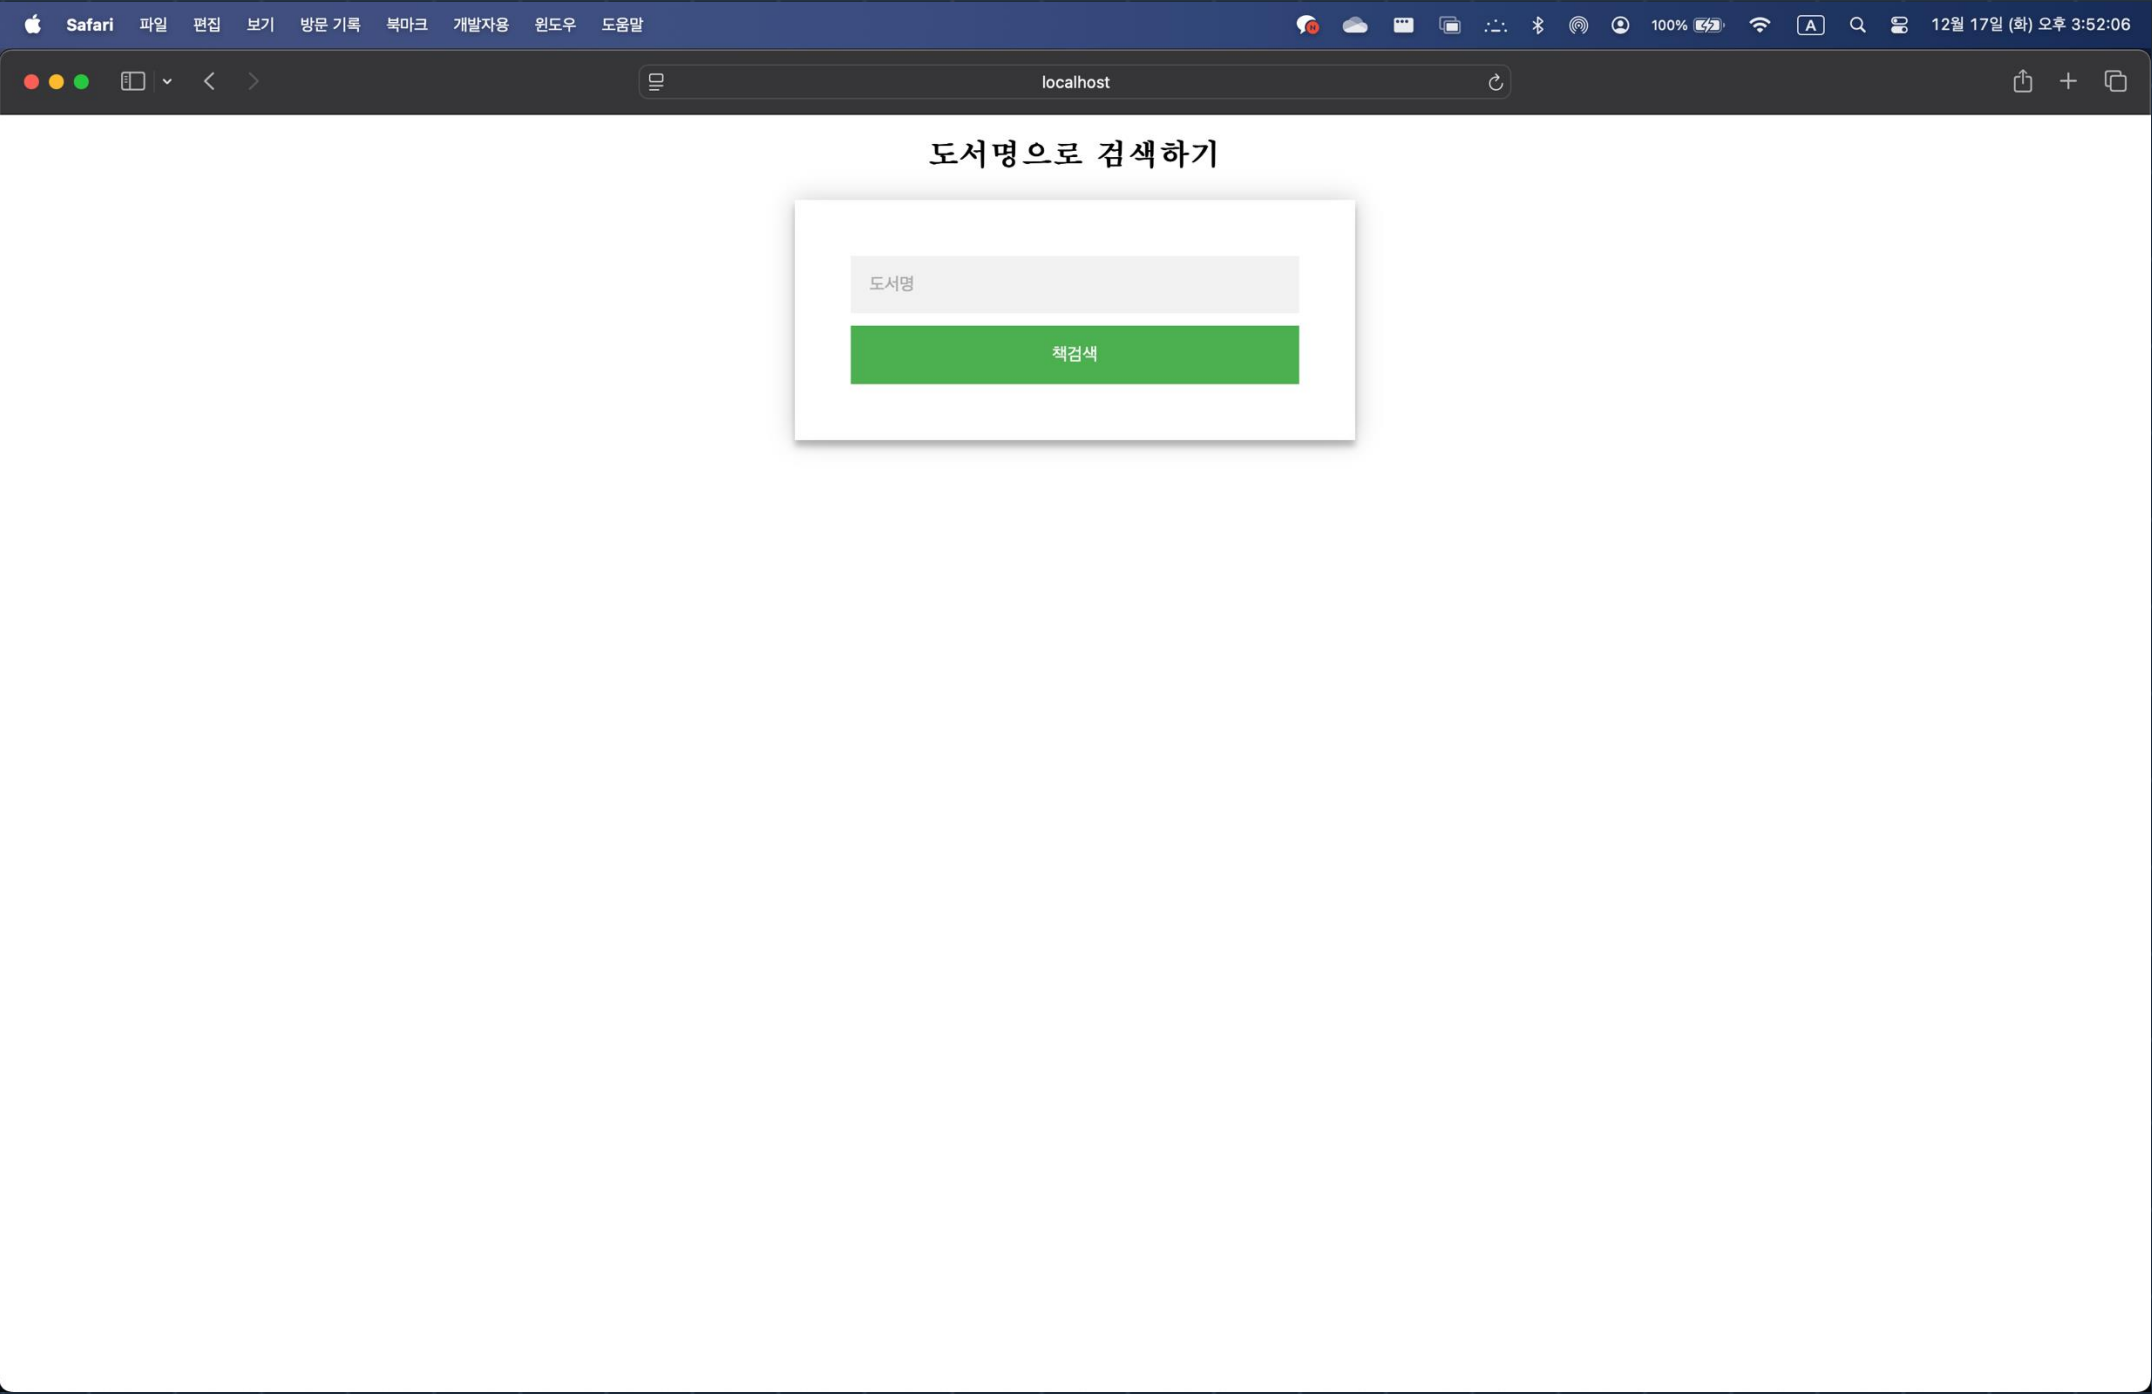 Safari 파일 편집 보기 방문 기록 북마크 개발자용 윈도우 도움말 100% A 12월 17일 (화) 오후 3:52:06
localhost
도서명으로 검색하기
도서명
책검색